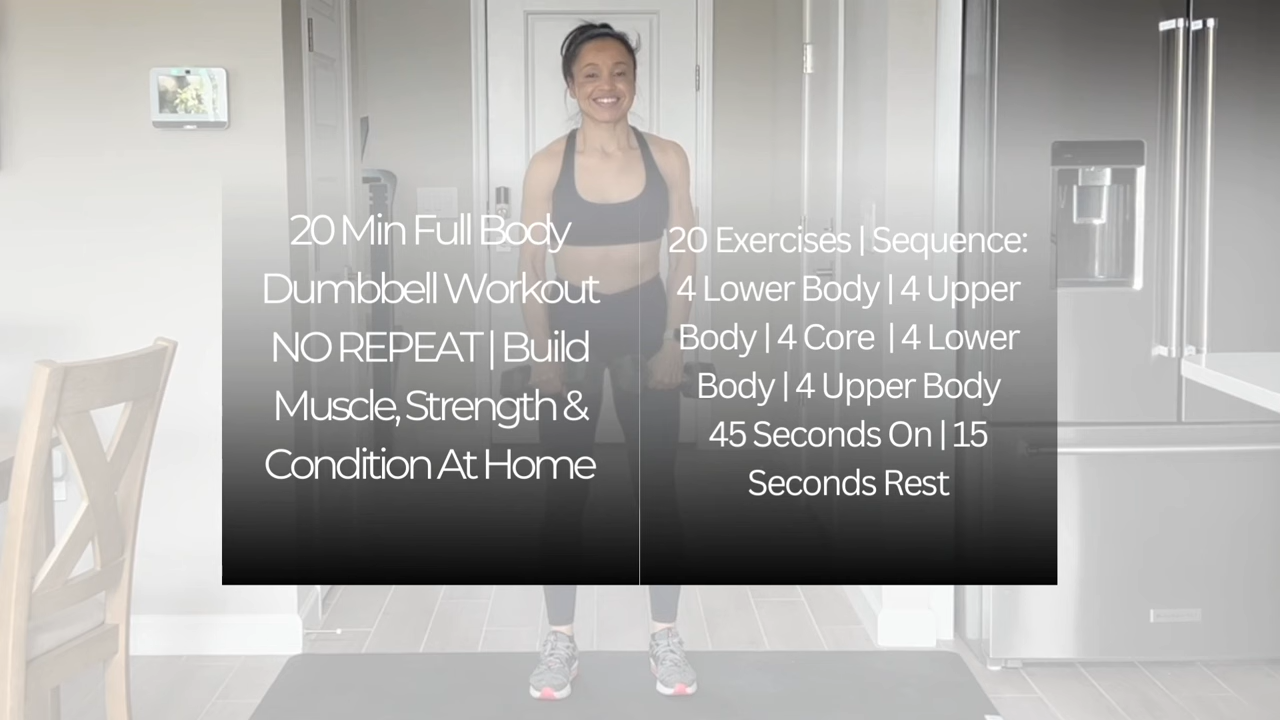 20 Min Full Body
Dumbbell Workout
NO REPEAT | Build
Muscle, Strength &
Condition At Home
20 Exercises | Sequence:
4 Lower Body | 4 Upper
Body | 4 Core | 4 Lower
Body | 4 Upper Body
45 Seconds On | 15
Seconds Rest